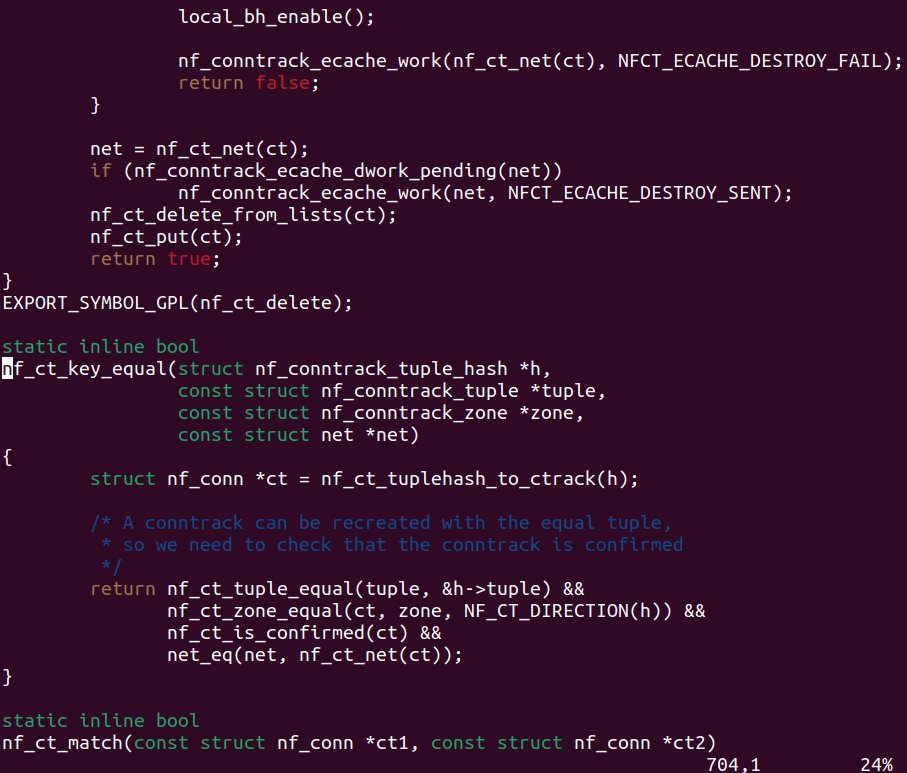 local_bh_enable();
nf_conntrack_ecache_work(nf_ct_net(ct), NFCT_ECACHE_DESTROY_FAIL);
return false;
}
net = nf_ct_net(ct);
if (nf_conntrack_ecache_dwork_pending(net))
nf_conntrack_ecache_work(net, NFCT_ECACHE_DESTROY_SENT);
nf_ct_delete_from_lists(ct);
nf_ct_put(ct);
return true;
}
EXPORT_SYMBOL_GPL(nf_ct_delete);
static inline bool
nf_ct_key_equal(struct nf_conntrack_tuple_hash *h,
const struct nf_conntrack_tuple *tuple,
const struct nf_conntrack_zone *zone,
const struct net *net)
{
struct nf_conn *ct = nf_ct_tuplehash_to_ctrack(h);
/* A conntrack can be recreated with the equal tuple,
* so we need to check that the conntrack is confirmed
*/
return nf_ct_tuple_equal(tuple, &h->tuple) &&
nf_ct_zone_equal(ct, zone, NF_CT_DIRECTION(h)) &&
nf_ct_is_confirmed(ct) &&
net_eq(net, nf_ct_net(ct));
}
static inline bool
nf_ct_match(const struct nf_conn *ct1, const struct nf_conn *ct2)
704,1 24%